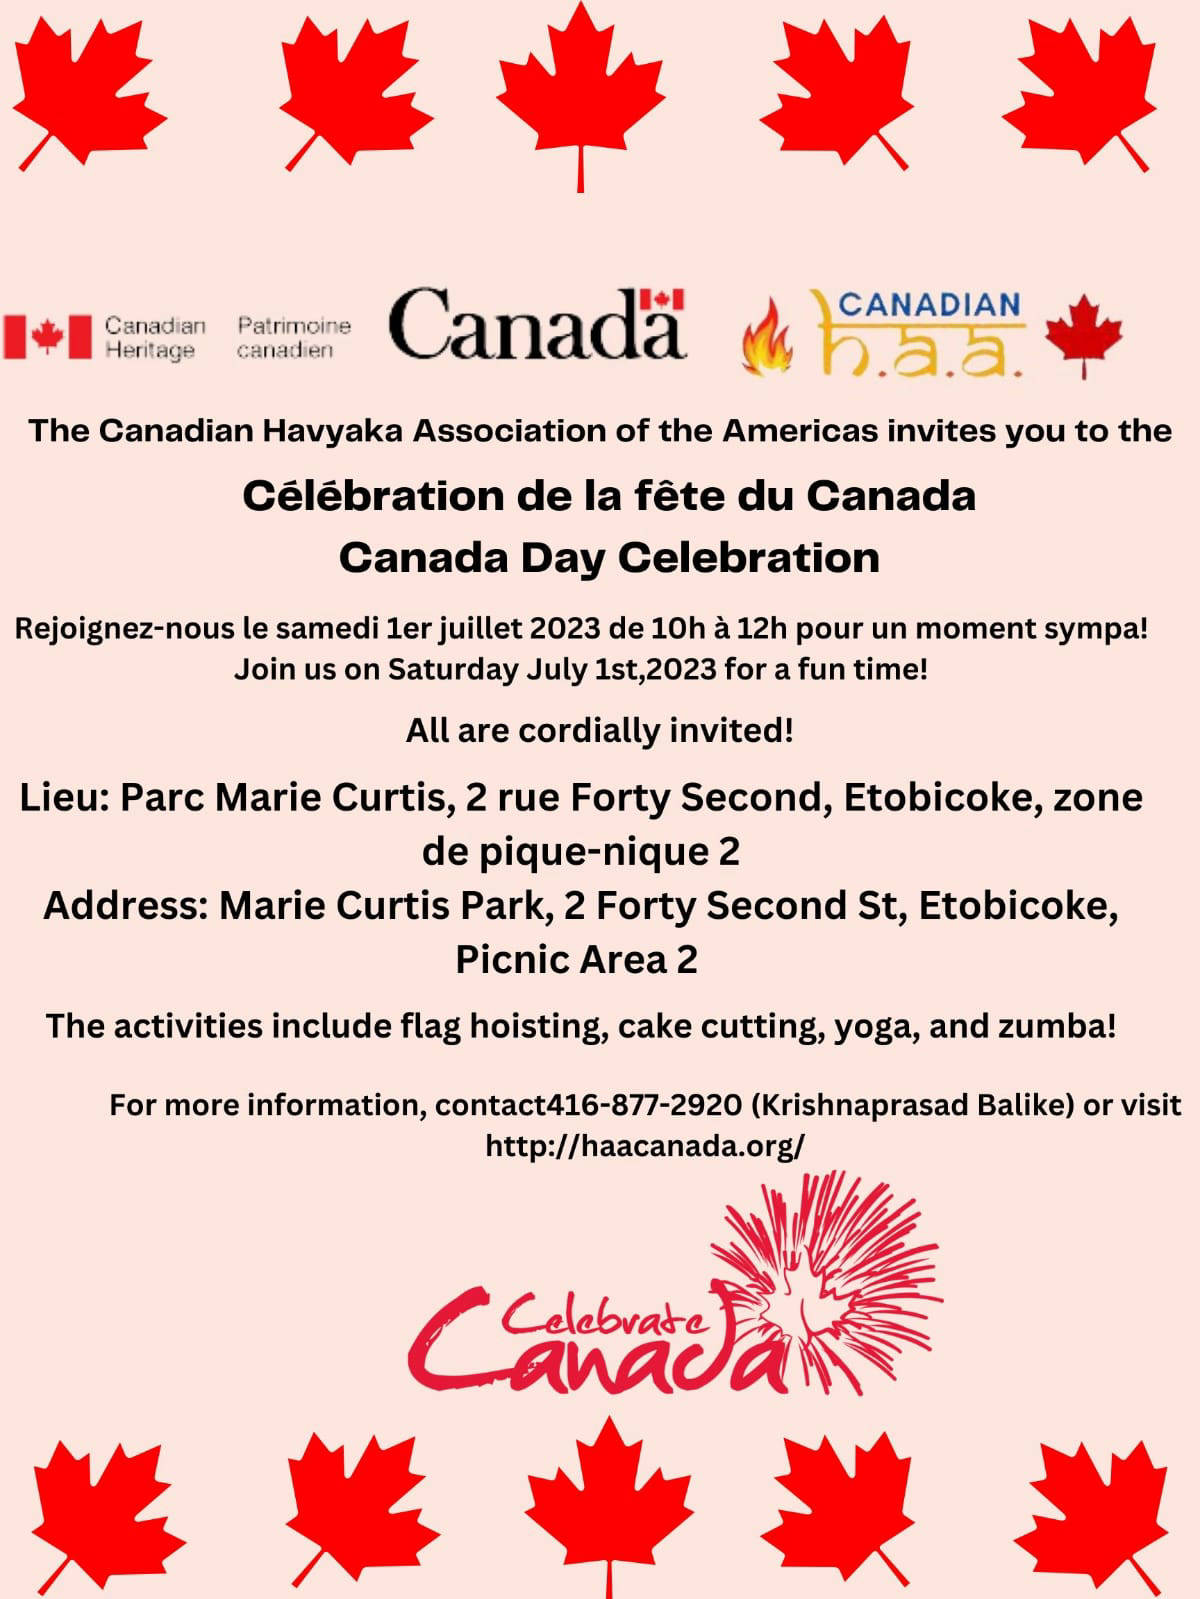 Canadian Heritage
Patrimoine canadien
Canada
CANADIAN
h.a.a.
The Canadian Havyaka Association of the Americas invites you to the
Célébration de la fête du Canada
Canada Day Celebration
Rejoignez-nous le samedi 1er juillet 2023 de 10h à 12h pour un moment sympa!
Join us on Saturday July 1st,2023 for a fun time!
All are cordially invited!
Lieu: Parc Marie Curtis, 2 rue Forty Second, Etobicoke, zone
de pique-nique 2
Address: Marie Curtis Park, 2 Forty Second St, Etobicoke,
Picnic Area 2
The activities include flag hoisting, cake cutting, yoga, and zumba!
For more information, contact416-877-2920 (Krishnaprasad Balike) or visit
http://haacanada.org/
Celebrate
Canada